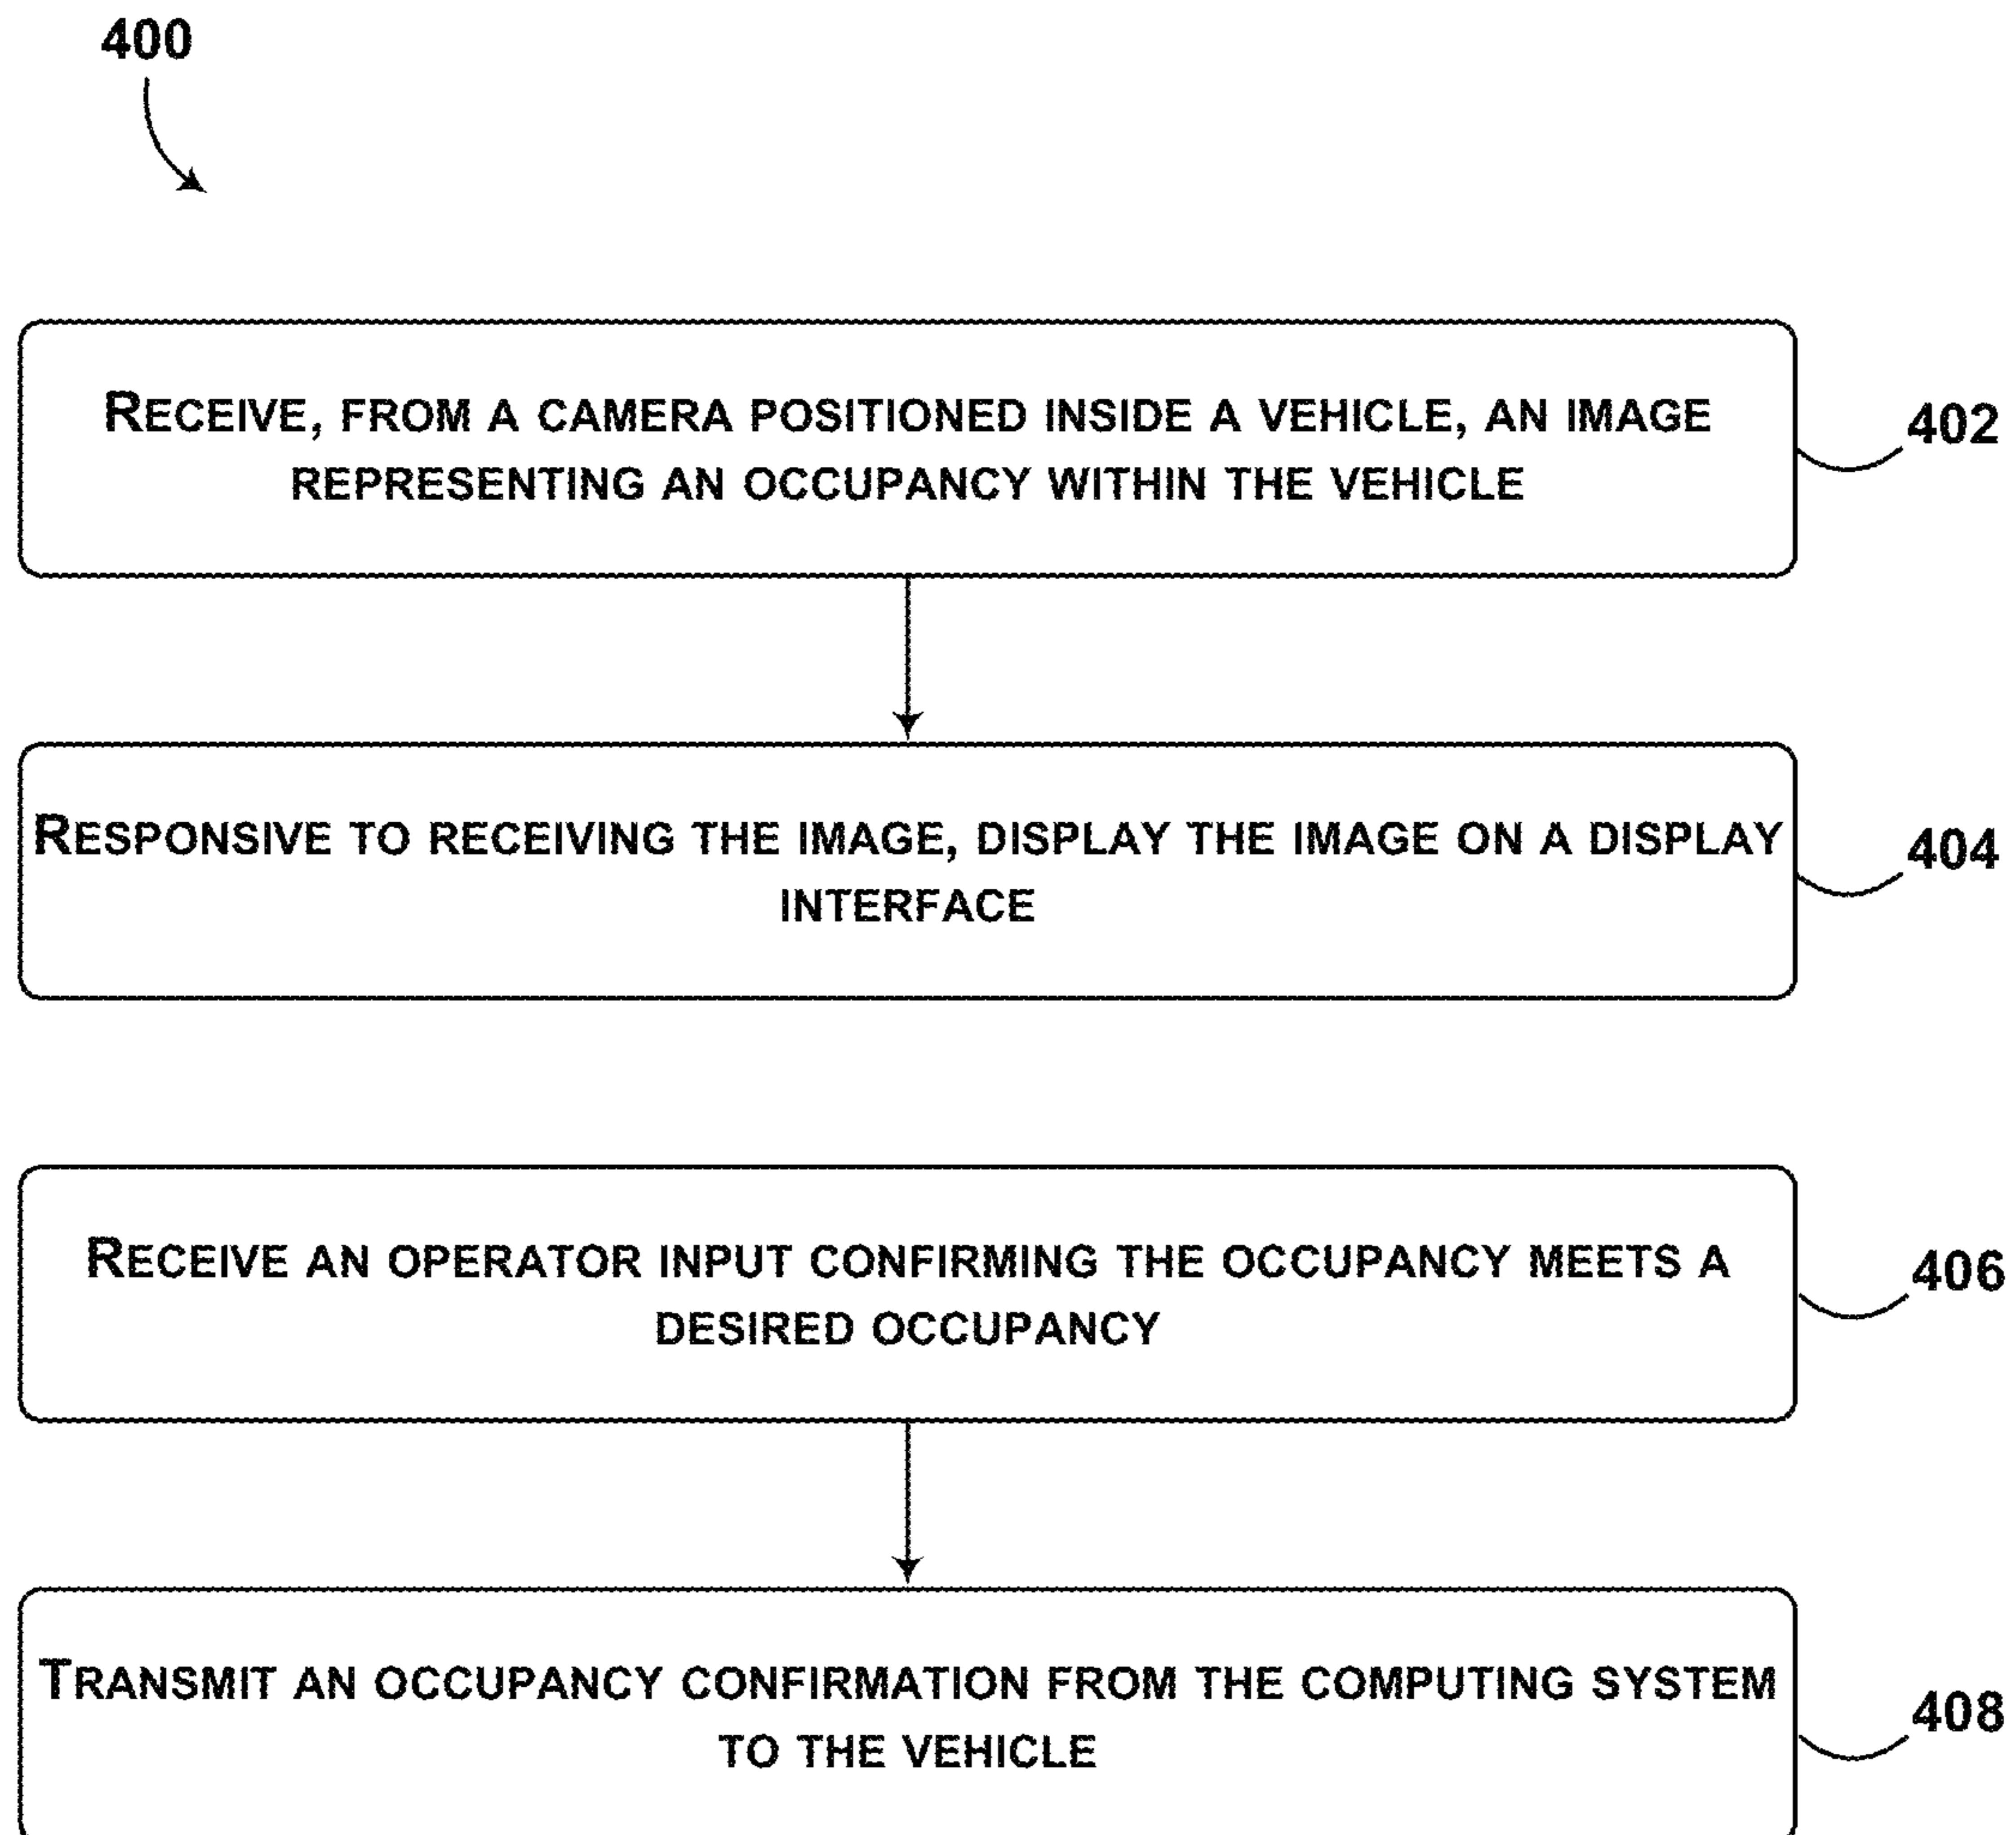 400
RECEIVE, FROM A CAMERA POSITIONED INSIDE A VEHICLE, AN IMAGE
REPRESENTING AN OCCUPANCY WITHIN THE VEHICLE
402
RESPONSIVE TO RECEIVING THE IMAGE, DISPLAY THE IMAGE ON A DISPLAY
INTERFACE
404
RECEIVE AN OPERATOR INPUT CONFIRMING THE OCCUPANCY MEETS A
DESIRED OCCUPANCY
406
TRANSMIT AN OCCUPANCY CONFIRMATION FROM THE COMPUTING SYSTEM
TO THE VEHICLE
408